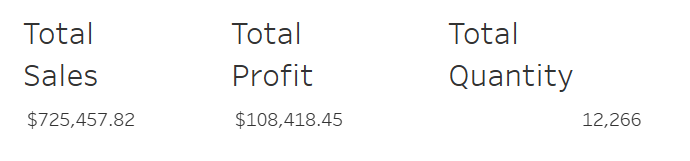 Total
Sales
$725,457.82
Total
Profit
$108,418.45
Total
Quantity
12,266